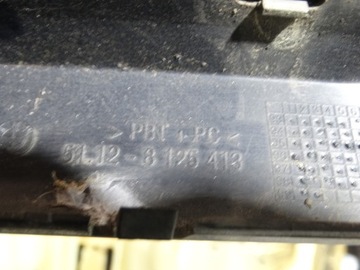 > PBT + PC <
51.12-8 125 413